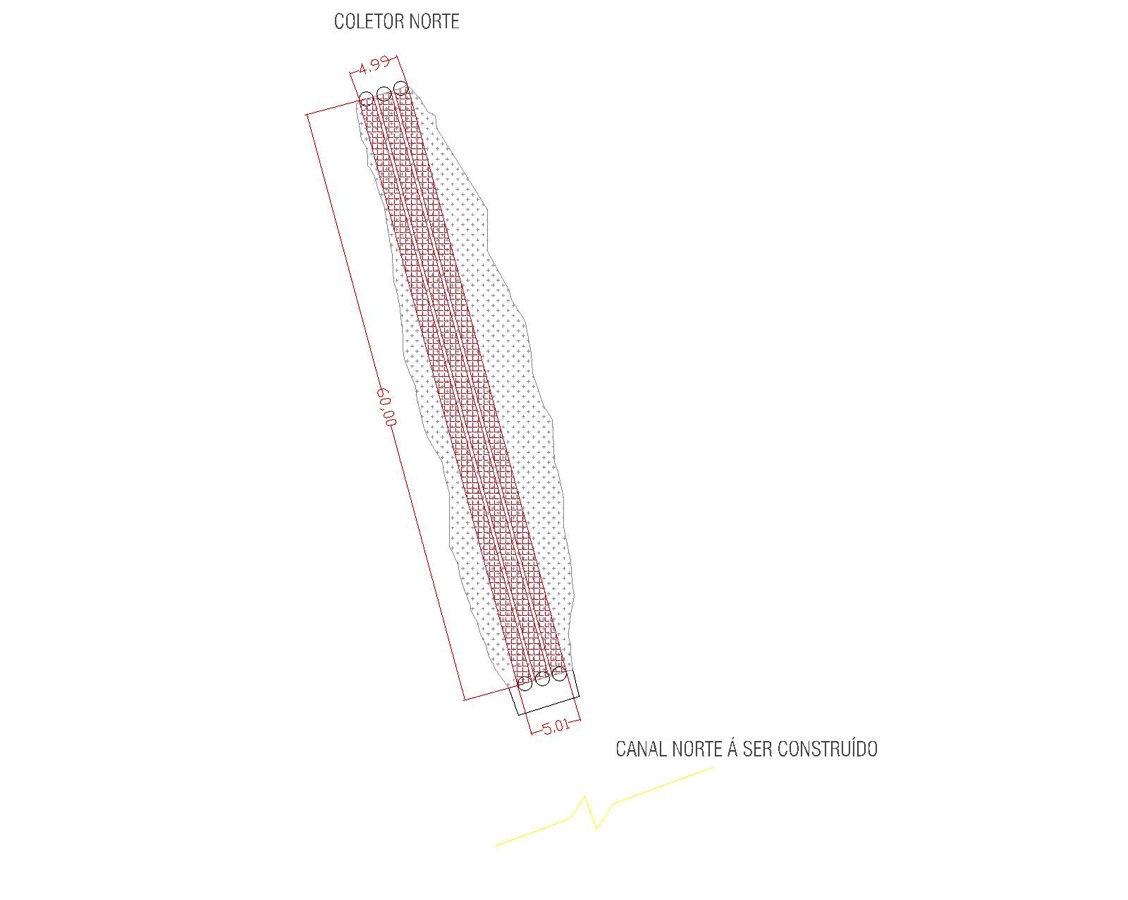 COLETOR NORTE
4.99
60,00
5.01
CANAL NORTE Á SER CONSTRUÍDO